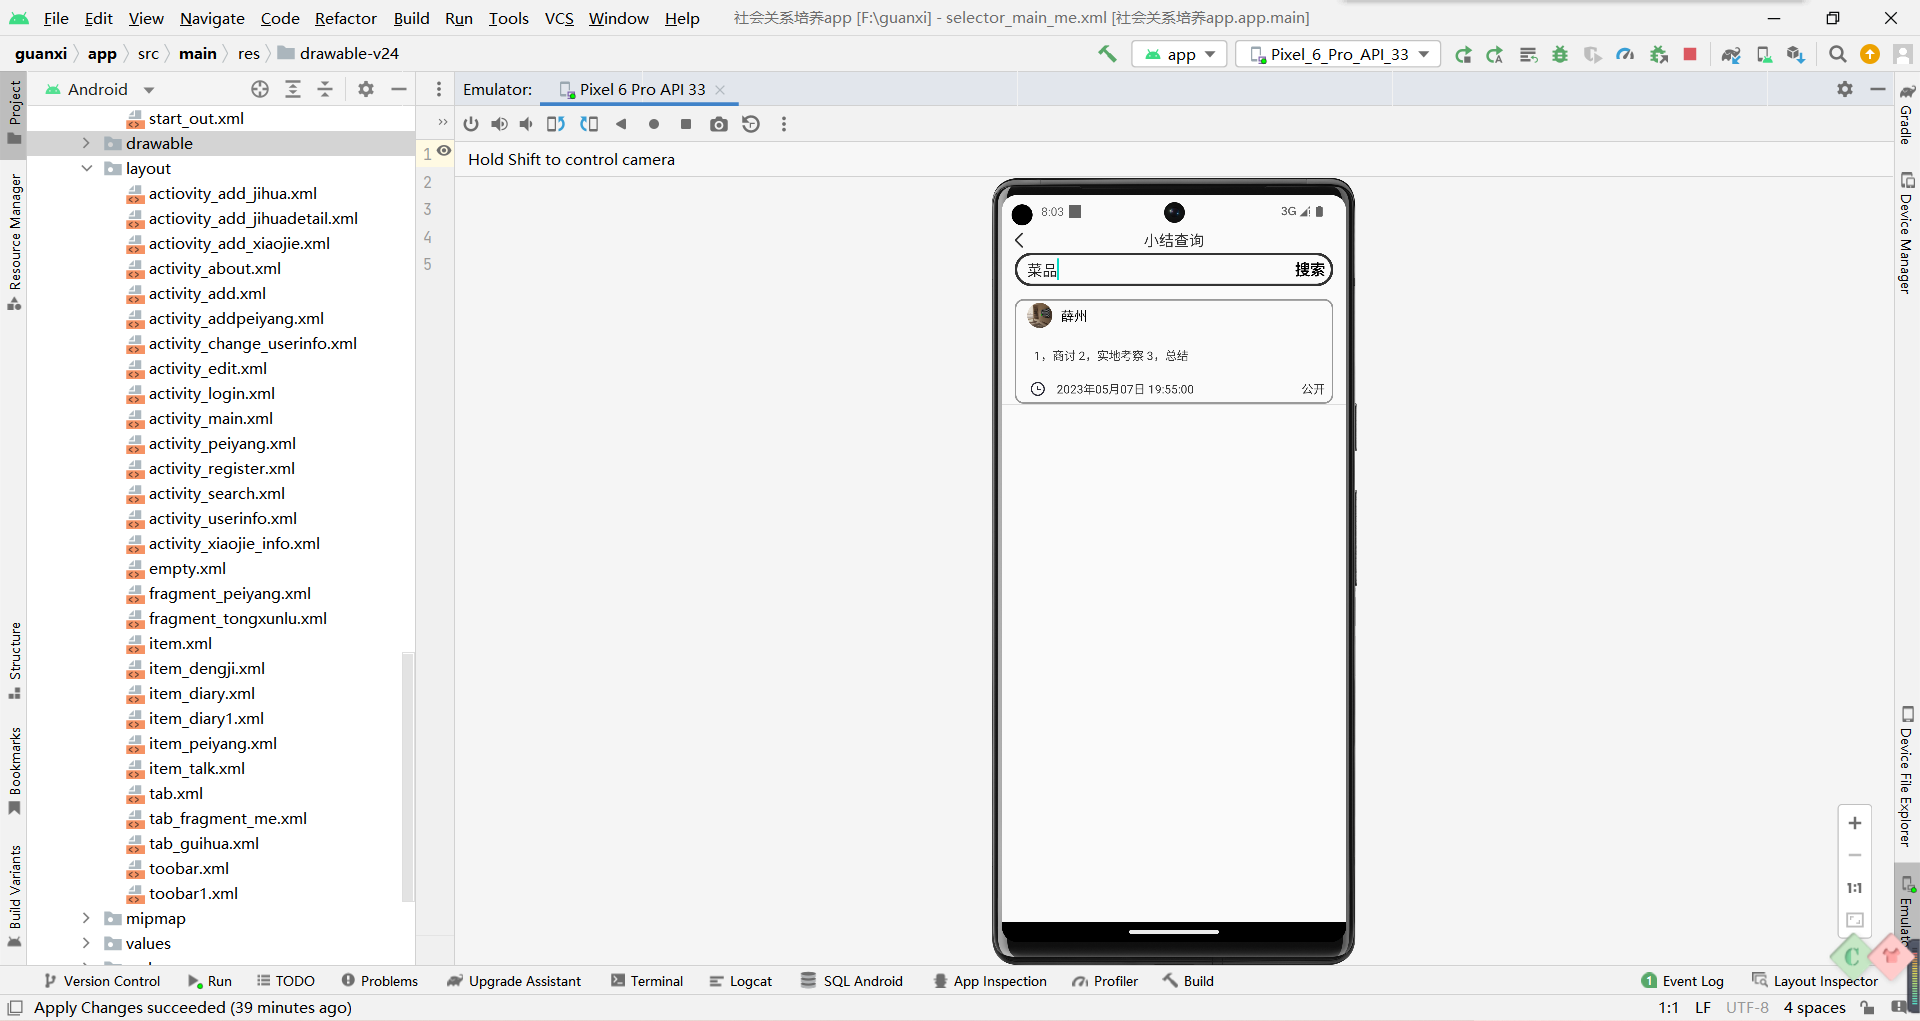 File Edit View Navigate Code Refactor Build Run Tools VCS Window Help 社会关系培养app [F:\guanxi] - selector_main_me.xml [社会关系培养app.app.main]
guanxi app src main res drawable-v24 app Pixel_6_Pro_API_33
Android Emulator: Pixel 6 Pro API 33
Hold Shift to control camera
Project
Resource Manager
Structure
Bookmarks
Build Variants
start_out.xml
drawable
layout
actiovity_add_jihua.xml
actiovity_add_jihuadetail.xml
actiovity_add_xiaojie.xml
activity_about.xml
activity_add.xml
activity_addpeiyang.xml
activity_change_userinfo.xml
activity_edit.xml
activity_login.xml
activity_main.xml
activity_peiyang.xml
activity_register.xml
activity_search.xml
activity_userinfo.xml
activity_xiaojie_info.xml
empty.xml
fragment_peiyang.xml
fragment_tongxunlu.xml
item.xml
item_dengji.xml
item_diary.xml
item_diary1.xml
item_peiyang.xml
item_talk.xml
tab.xml
tab_fragment_me.xml
tab_guihua.xml
toobar.xml
toobar1.xml
mipmap
values
1
2
3
4
5
8:03 3G
小结查询
菜品 搜索
薛州
1，商讨 2，实地考察 3，总结
2023年05月07日 19:55:00 公开
1:1
Gradle
Device Manager
Device File Explorer
Emulato
C
Version Control Run TODO Problems Upgrade Assistant Terminal Logcat SQL Android App Inspection Profiler Build 1 Event Log Layout Inspector
Apply Changes succeeded (39 minutes ago) 1:1 LF UTF-8 4 spaces